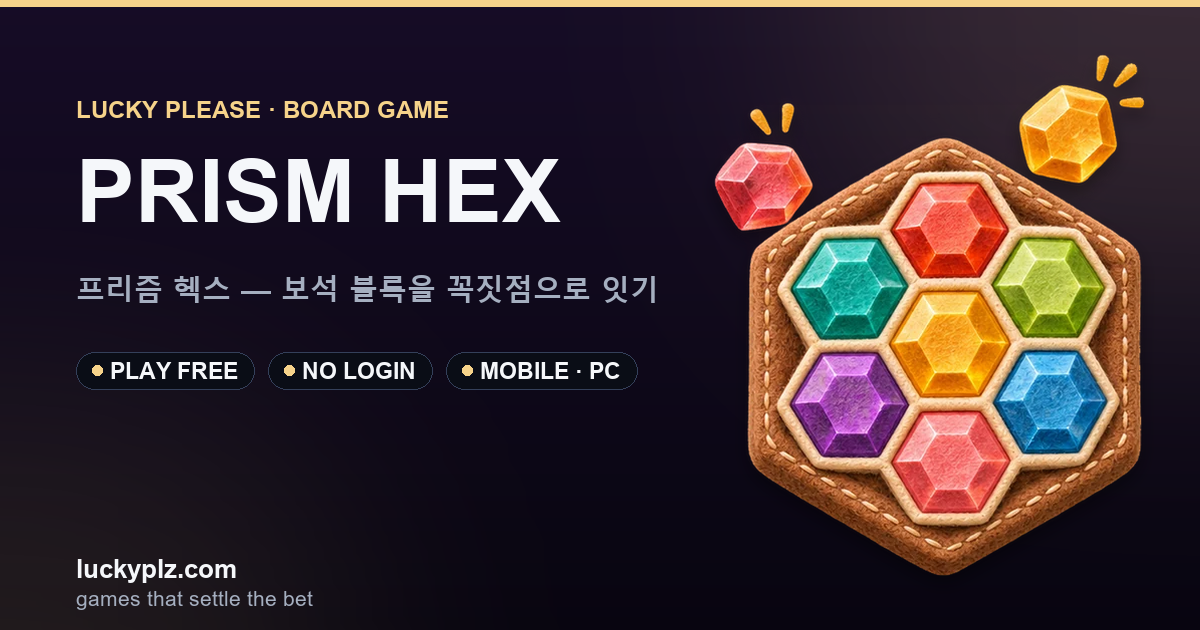 LUCKY PLEASE · BOARD GAME
PRISM HEX
프리즘 헥스 — 보석 블록을 꼭짓점으로 잇기
PLAY FREE
NO LOGIN
MOBILE · PC
luckyplz.com
games that settle the bet